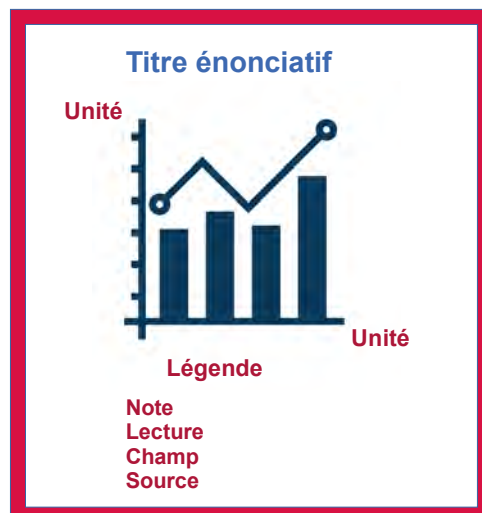 Titre énonciatif
Unité
Unité
Légende
Note
Lecture
Champ
Source